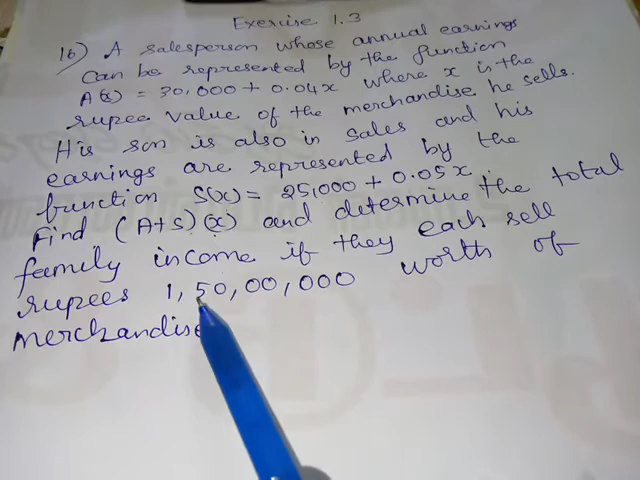 Exercise 1.3
16) A salesperson whose annual earnings
can be represented by the function
A(x) = 30,000 + 0.04x where x is the
rupee value of the merchandise he sells.
His son is also in sales and his
earnings are represented by the
function S(x) = 25,000 + 0.05x.
Find (A+S)(x) and determine the total
family income if they each sell
rupees 1,50,00,000 worth of
merchandise